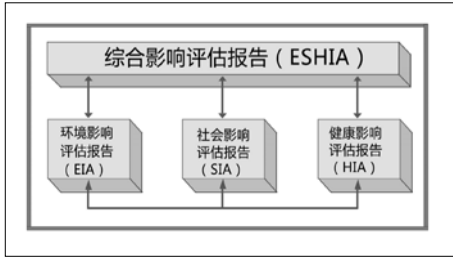 综合影响评估报告（ESHIA）
环境影响
评估报告
（EIA）
社会影响
评估报告
（SIA）
健康影响
评估报告
（HIA）